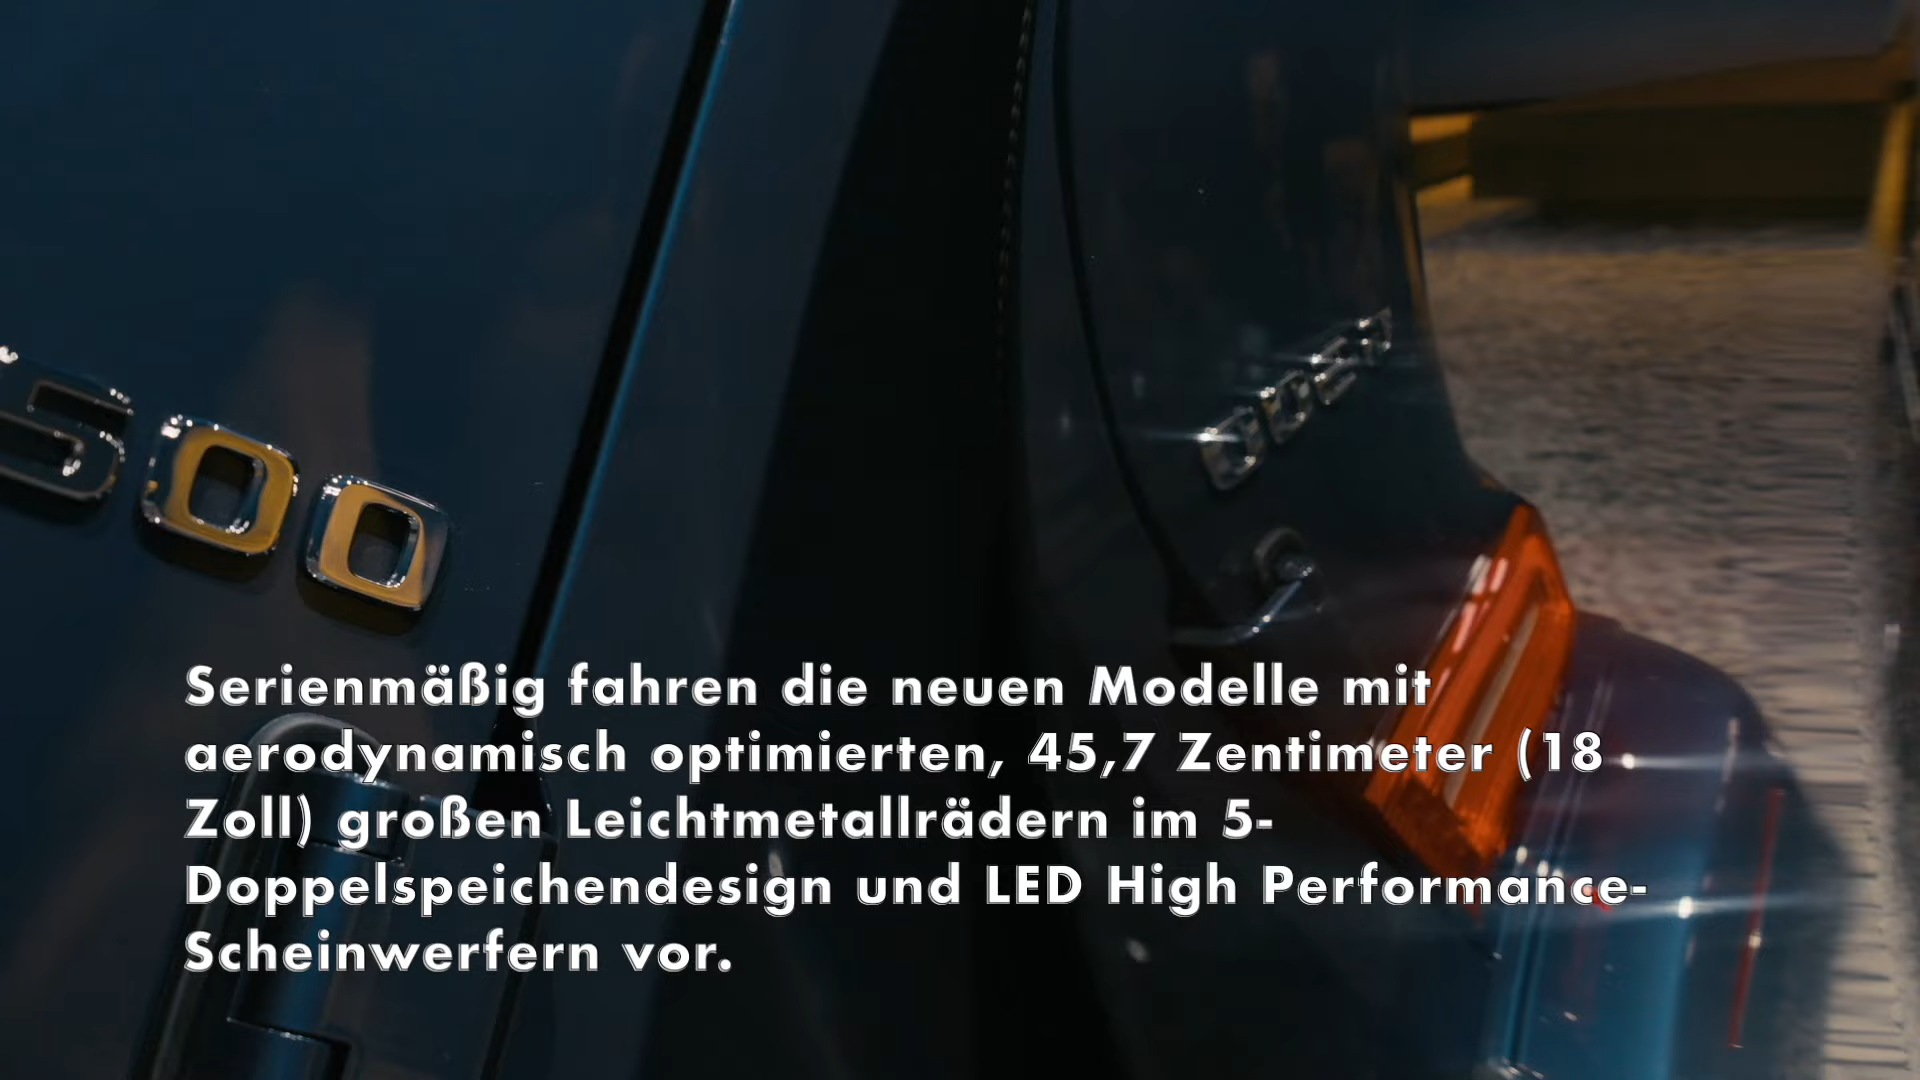 500
Serienmäßig fahren die neuen Modelle mit
aerodynamisch optimierten, 45,7 Zentimeter (18
Zoll) großen Leichtmetallrädern im 5-
Doppelspeichendesign und LED High Performance-
Scheinwerfern vor.